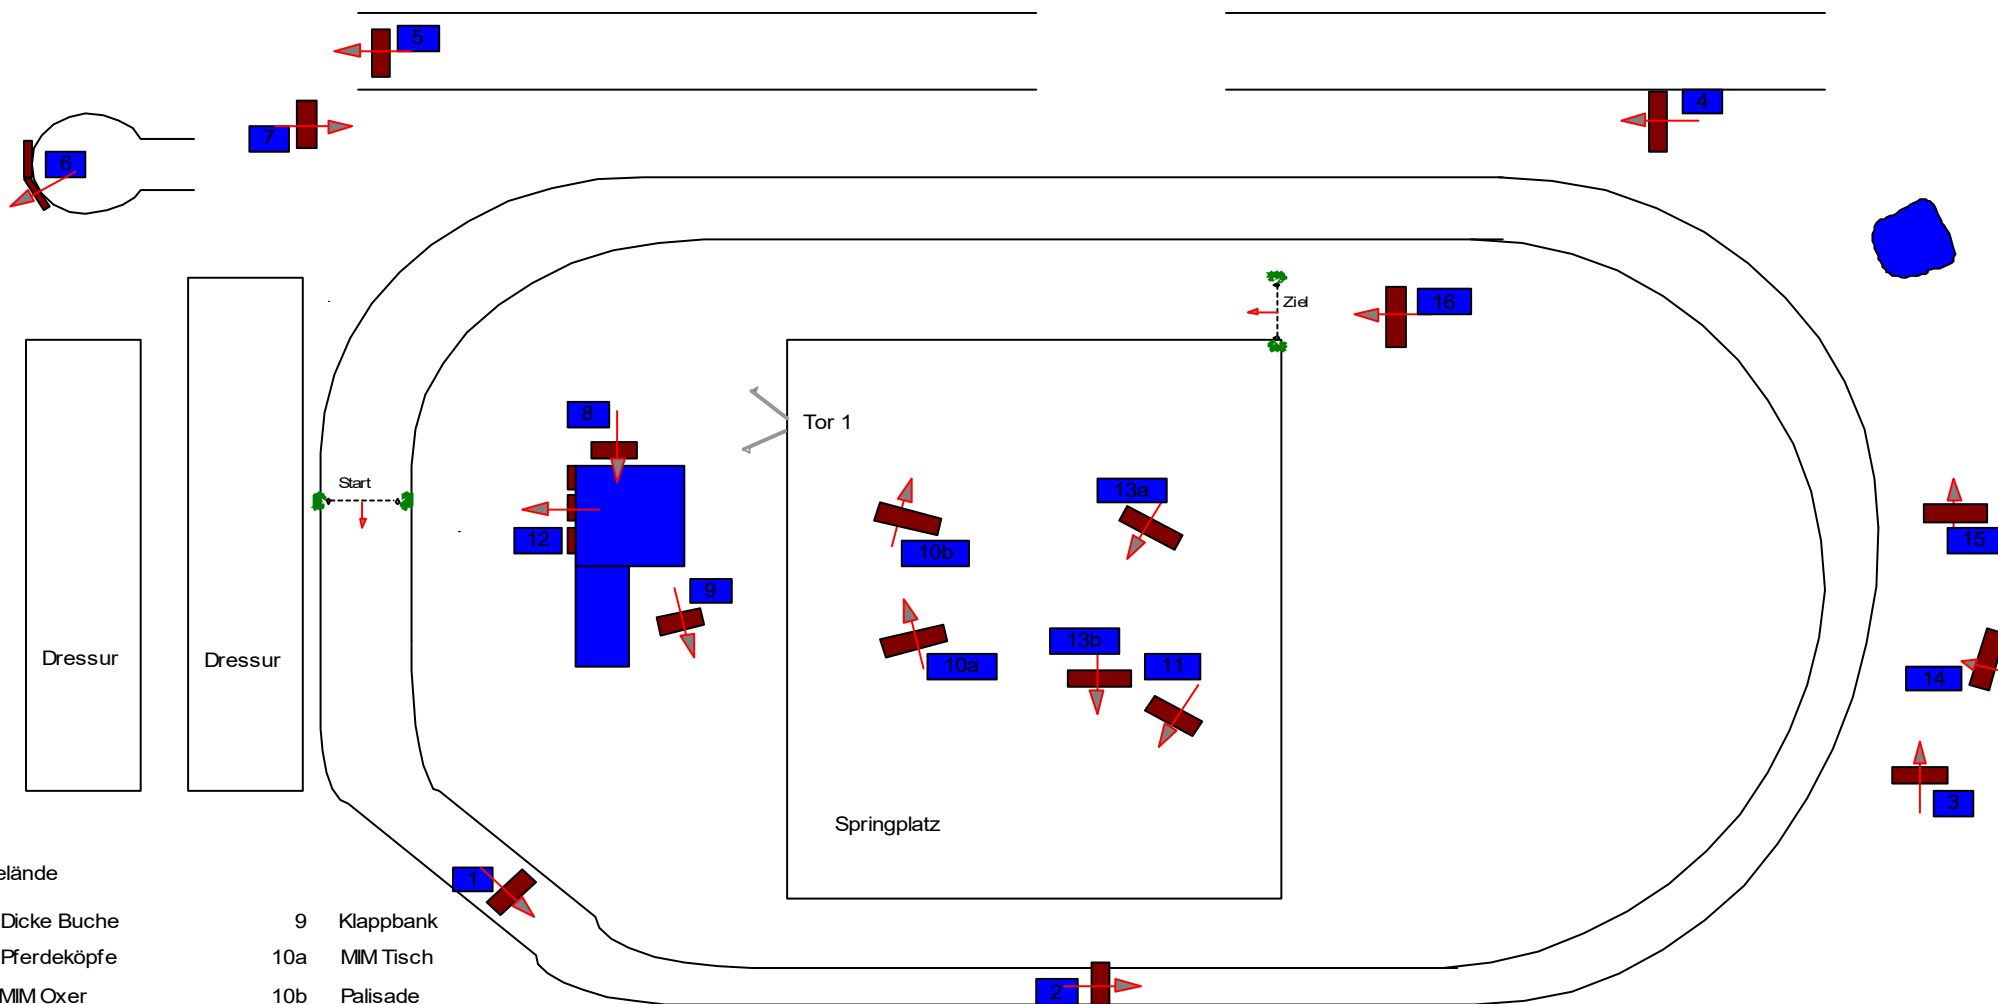 5
4
7
6
Ziel
16
8
Tor 1
Start
13a
12
10b
15
9
13b
11
10a
14
Dressur
Dressur
3
Springplatz
elände
1
Dicke Buche 9 Klappbank
Pferdeköpfe 10a MIM Tisch
MIM Oxer 10b Palisade
2